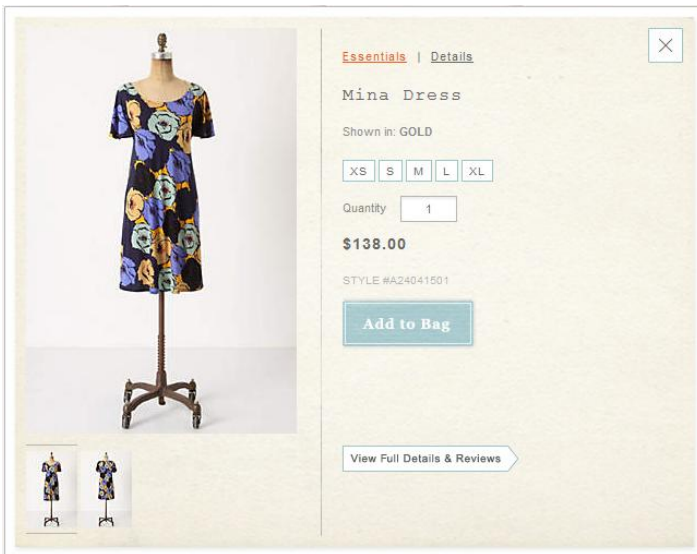 Essentials | Details
Mina Dress
Shown in: GOLD
XS S M L XL
Quantity 1
$138.00
STYLE #A24041501
Add to Bag
View Full Details & Reviews